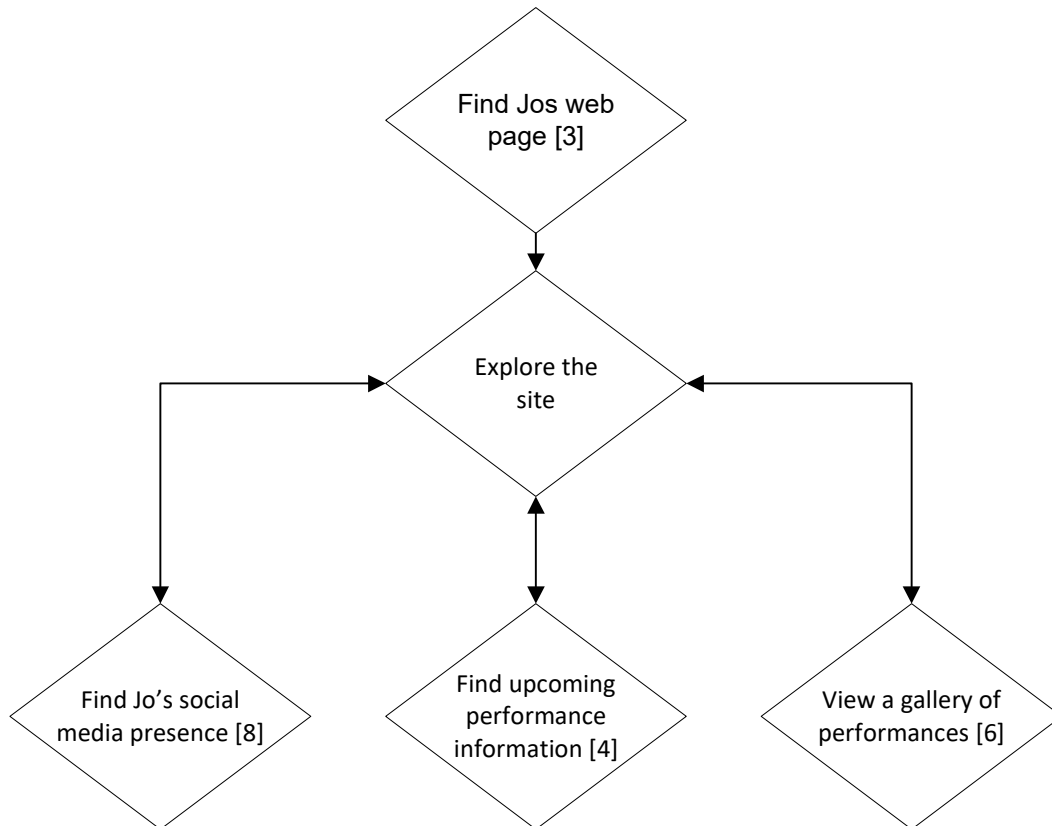 Find Jos web
page [3]
Explore the
site
Find Jo’s social
media presence [8]
Find upcoming
performance
information [4]
View a gallery of
performances [6]